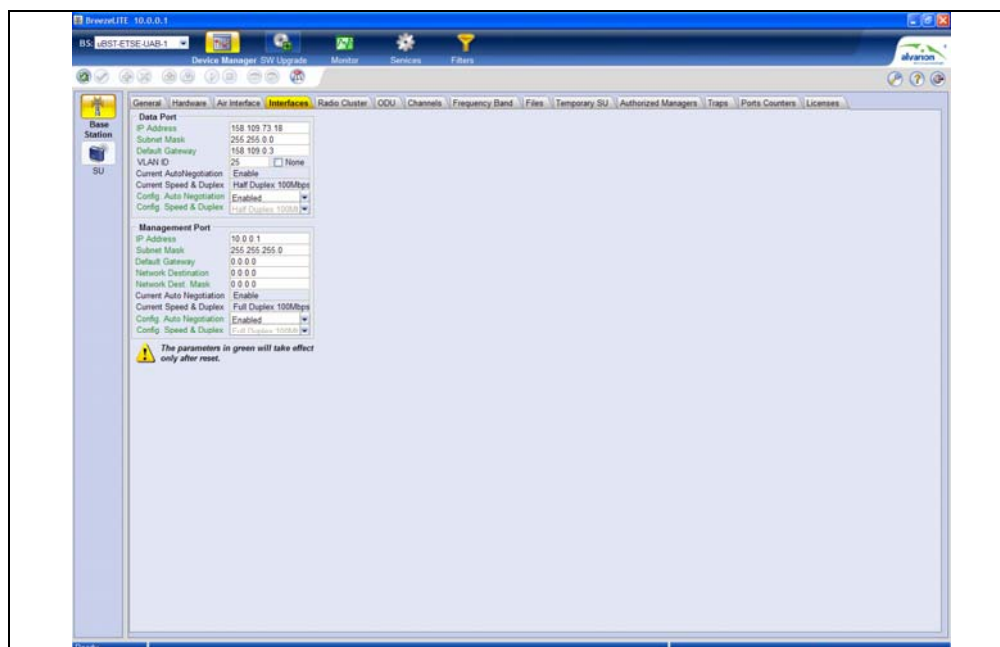 BreezeLITE 10.0.0.1
BS: uBST-ETSE-UAB-1
Device Manager SW Upgrade Monitor Services Filters
alvarion
General Hardware Air Interface Interfaces Radio Cluster ODU Channels Frequency Band Files Temporary SU Authorized Managers Traps Ports Counters Licenses
Base Station
SU
Data Port
IP Address 158.109.73.18
Subnet Mask 255.255.0.0
Default Gateway 158.109.0.3
VLAN ID 25 None
Current AutoNegotiation Enable
Current Speed & Duplex Half Duplex 100Mbps
Config. Auto Negotiation Enabled
Config. Speed & Duplex Half Duplex 100M
Management Port
IP Address 10.0.0.1
Subnet Mask 255.255.255.0
Default Gateway 0.0.0.0
Network Destination 0.0.0.0
Network Dest. Mask 0.0.0.0
Current Auto Negotiation Enable
Current Speed & Duplex Full Duplex 100Mbps
Config. Auto Negotiation Enabled
Config. Speed & Duplex Full Duplex 100M
The parameters in green will take effect
only after reset.